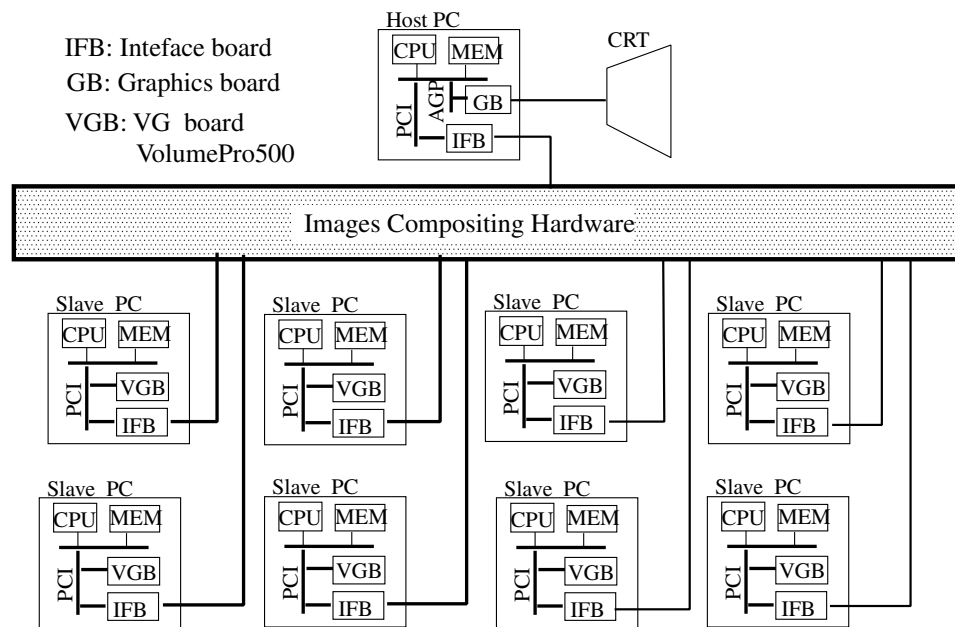 Host PC
IFB: Inteface board
GB: Graphics board
VGB: VG board
VolumePro500
CPU MEM
CRT
PCI
AGP
GB
IFB
Images Compositing Hardware
Slave PC
CPU MEM
PCI
VGB
IFB
Slave PC
CPU MEM
PCI
VGB
IFB
Slave PC
CPU MEM
PCI
VGB
IFB
Slave PC
CPU MEM
PCI
VGB
IFB
Slave PC
CPU MEM
PCI
VGB
IFB
Slave PC
CPU MEM
PCI
VGB
IFB
Slave PC
CPU MEM
PCI
VGB
IFB
Slave PC
CPU MEM
PCI
VGB
IFB